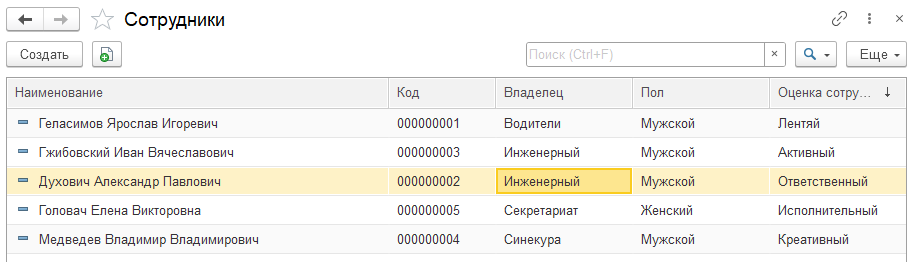 Сотрудники
Создать Поиск (Ctrl+F) × Еще
Наименование Код Владелец Пол Оценка сотру... ↓
Геласимов Ярослав Игоревич 000000001 Водители Мужской Лентяй
Гжибовский Иван Вячеславович 000000003 Инженерный Мужской Активный
Духович Александр Павлович 000000002 Инженерный Мужской Ответственный
Головач Елена Викторовна 000000005 Секретариат Женский Исполнительный
Медведев Владимир Владимирович 000000004 Синекура Мужской Креативный